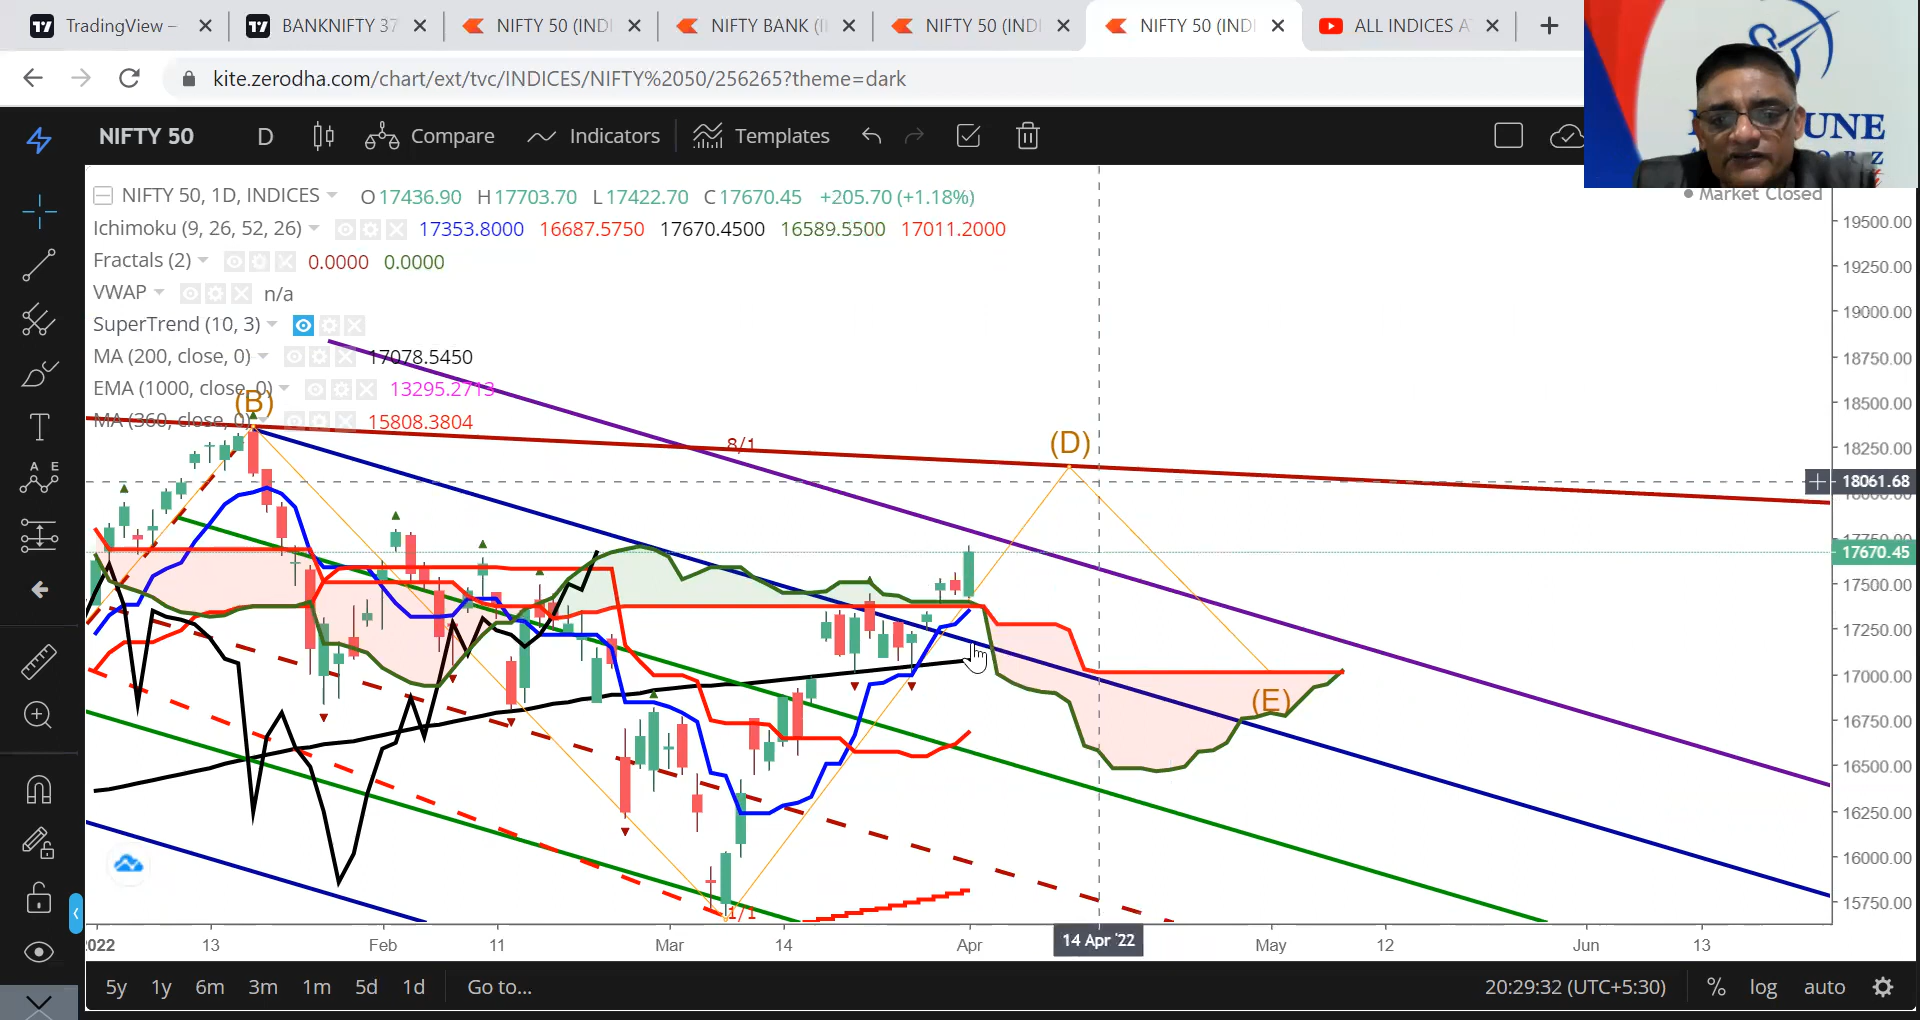 TradingView –
BANKNIFTY 37
NIFTY 50 (INDI
NIFTY BANK (I
NIFTY 50 (INDI
NIFTY 50 (INDI
ALL INDICES A
kite.zerodha.com/chart/ext/tvc/INDICES/NIFTY%2050/256265?theme=dark
NIFTY 50 D Compare Indicators Templates
UNE
Market Closed
NIFTY 50, 1D, INDICES O17436.90 H17703.70 L17422.70 C17670.45 +205.70 (+1.18%)
Ichimoku (9, 26, 52, 26) 17353.8000 16687.5750 17670.4500 16589.5500 17011.2000
Fractals (2) 0.0000 0.0000
VWAP n/a
SuperTrend (10, 3)
MA (200, close, 0) 17078.5450
EMA (1000, close, 0) 13295.2713
MA (360, close, 0) 15808.3804
(B)
8/1
(D)
(E)
1/1
19500.00
19250.00
19000.00
18750.00
18500.00
18250.00
18061.68
17670.45
17500.00
17250.00
17000.00
16750.00
16500.00
16250.00
16000.00
15750.00
2022 13 Feb 11 Mar 14 Apr 14 Apr '22 May 12 Jun 13
5y 1y 6m 3m 1m 5d 1d Go to... 20:29:32 (UTC+5:30) % log auto